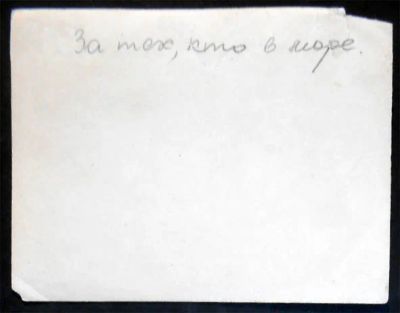 За тех, кто в море.